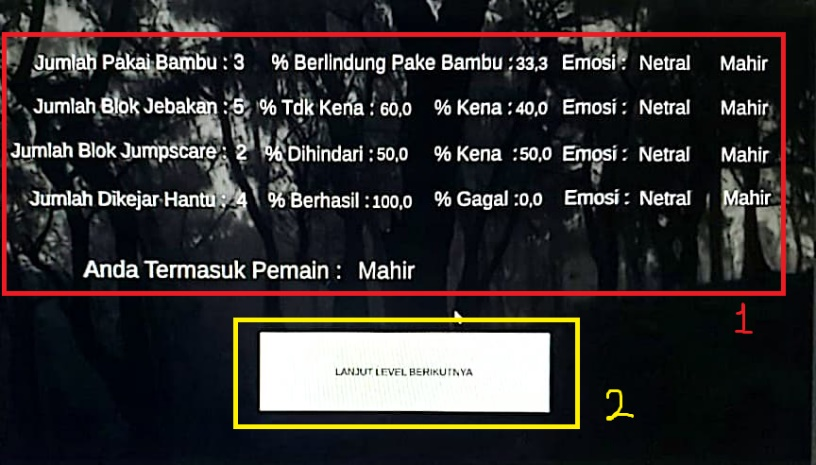 Jumlah Pakai Bambu : 3 % Berlindung Pake Bambu : 33,3 Emosi : Netral Mahir
Jumlah Blok Jebakan : 5 % Tdk Kena : 60,0 % Kena : 40,0 Emosi : Netral Mahir
Jumlah Blok Jumpscare : 2 % Dihindari : 50,0 % Kena : 50,0 Emosi : Netral Mahir
Jumlah Dikejar Hantu : 4 % Berhasil : 100,0 % Gagal : 0,0 Emosi : Netral Mahir
Anda Termasuk Pemain : Mahir
1
LANJUT LEVEL BERIKUTNYA
2